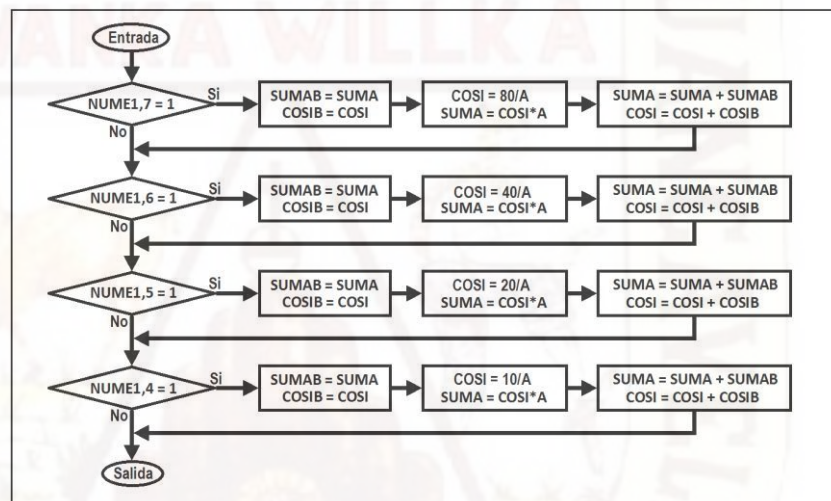 WANKA WILLKA
Entrada
NUME1,7 = 1
Si
No
SUMAB = SUMA
COSIB = COSI
COSI = 80/A
SUMA = COSI*A
SUMA = SUMA + SUMAB
COSI = COSI + COSIB
NUME1,6 = 1
Si
No
SUMAB = SUMA
COSIB = COSI
COSI = 40/A
SUMA = COSI*A
SUMA = SUMA + SUMAB
COSI = COSI + COSIB
NUME1,5 = 1
Si
No
SUMAB = SUMA
COSIB = COSI
COSI = 20/A
SUMA = COSI*A
SUMA = SUMA + SUMAB
COSI = COSI + COSIB
NUME1,4 = 1
Si
No
SUMAB = SUMA
COSIB = COSI
COSI = 10/A
SUMA = COSI*A
SUMA = SUMA + SUMAB
COSI = COSI + COSIB
Salida